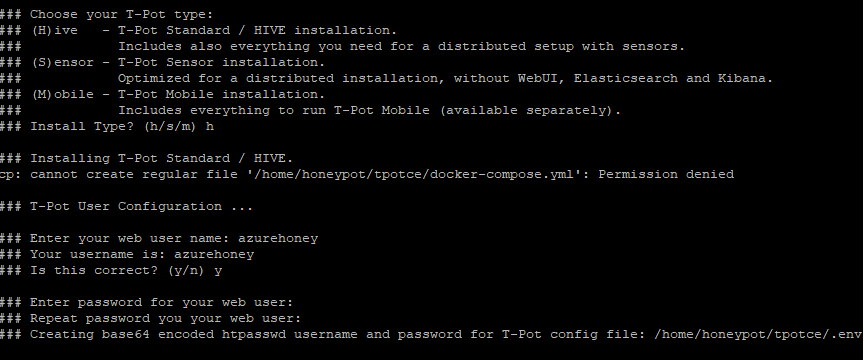 ### Choose your T-Pot type:
### (H)ive   - T-Pot Standard / HIVE installation.
###            Includes also everything you need for a distributed setup with sensors.
### (S)ensor - T-Pot Sensor installation.
###            Optimized for a distributed installation, without WebUI, Elasticsearch and Kibana.
### (M)obile - T-Pot Mobile installation.
###            Includes everything to run T-Pot Mobile (available separately).
### Install Type? (h/s/m) h
### Installing T-Pot Standard / HIVE.
cp: cannot create regular file '/home/honeypot/tpotce/docker-compose.yml': Permission denied
### T-Pot User Configuration ...
### Enter your web user name: azurehoney
### Your username is: azurehoney
### Is this correct? (y/n) y
### Enter password for your web user:
### Repeat password you your web user:
### Creating base64 encoded htpasswd username and password for T-Pot config file: /home/honeypot/tpotce/.env